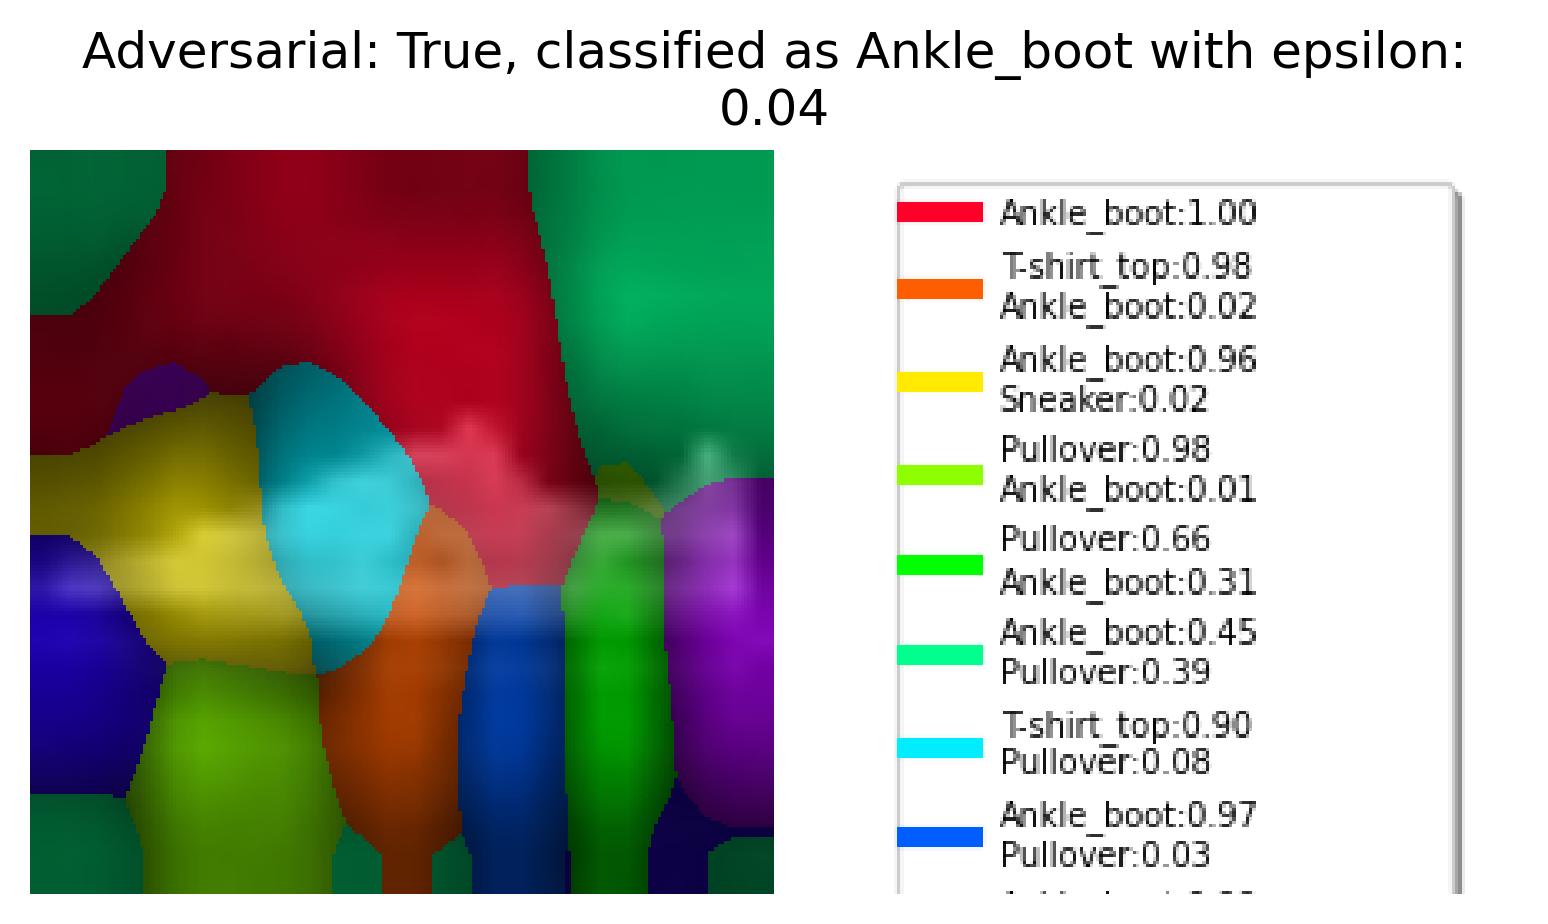 Adversarial: True, classified as Ankle_boot with epsilon:
0.04
Ankle_boot:1.00
T-shirt_top:0.98
Ankle_boot:0.02
Ankle_boot:0.96
Sneaker:0.02
Pullover:0.98
Ankle_boot:0.01
Pullover:0.66
Ankle_boot:0.31
Ankle_boot:0.45
Pullover:0.39
T-shirt_top:0.90
Pullover:0.08
Ankle_boot:0.97
Pullover:0.03